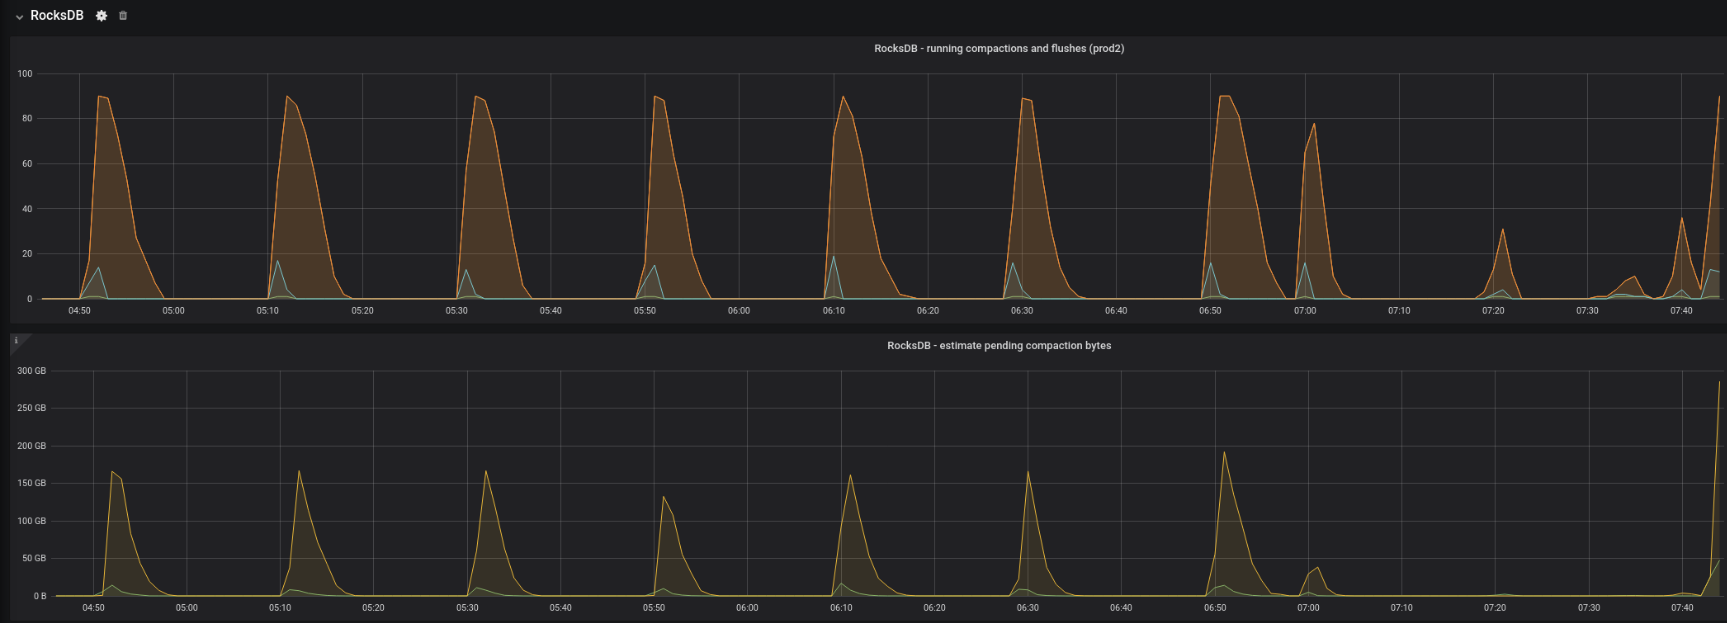 RocksDB
RocksDB - running compactions and flushes (prod2)
100
80
60
40
20
0
04:50 05:00 05:10 05:20 05:30 05:40 05:50 06:00 06:10 06:20 06:30 06:40 06:50 07:00 07:10 07:20 07:30 07:40
i
RocksDB - estimate pending compaction bytes
300 GB
250 GB
200 GB
150 GB
100 GB
50 GB
0 B
04:50 05:00 05:10 05:20 05:30 05:40 05:50 06:00 06:10 06:20 06:30 06:40 06:50 07:00 07:10 07:20 07:30 07:40